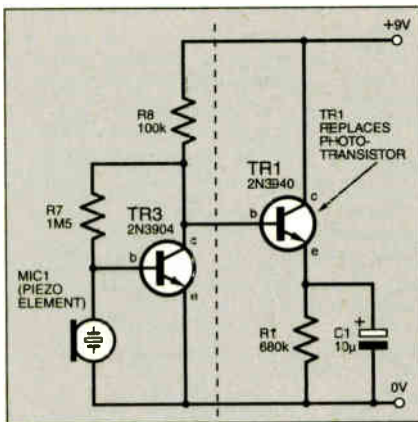 +9V
R8
100k
TR1
REPLACES
PHOTO-
TRANSISTOR
TR1
2N3940
c
b
e
R7
1M5
TR3
2N3904
c
b
e
MIC1
(PIEZO
ELEMENT)
R1
680k
+
C1
10µ
0V